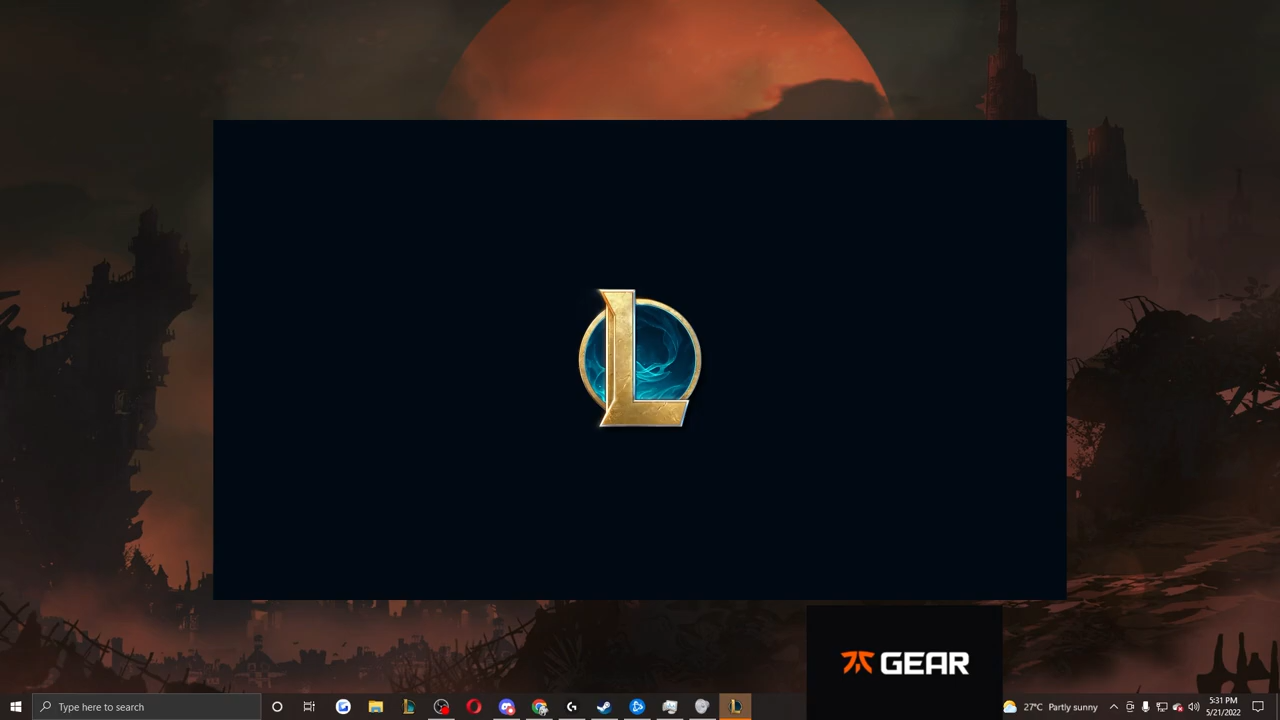 L
GEAR
Type here to search
27°C Partly sunny
5:31 PM
5/21/2022